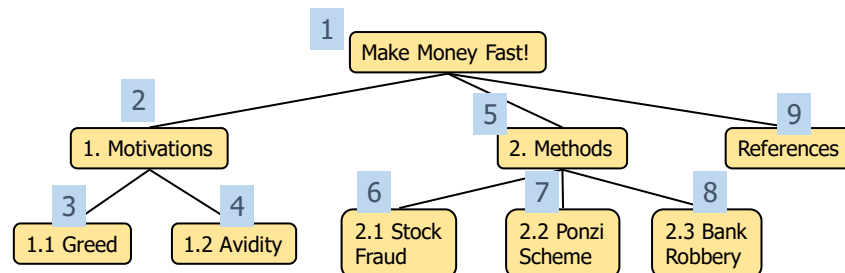 1
Make Money Fast!
2
5
9
1. Motivations
2. Methods
References
3
4
6
7
8
1.1 Greed
1.2 Avidity
2.1 Stock
Fraud
2.2 Ponzi
Scheme
2.3 Bank
Robbery